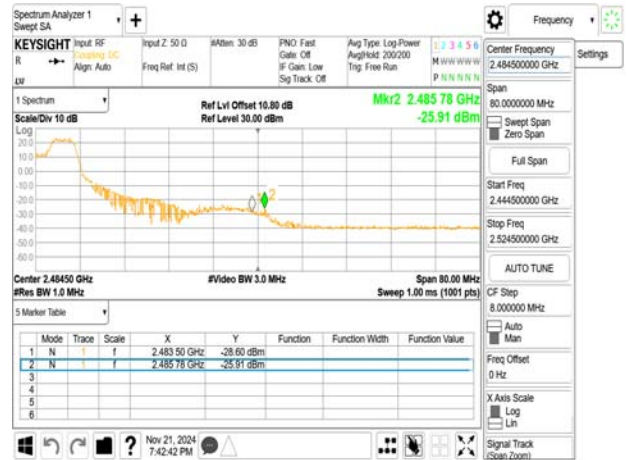 Spectrum Analyzer 1
Swept SA
Frequency
KEYSIGHT
Input: RF
Input Z: 50 Ω
#Atten: 30 dB
PNO: Fast
Avg Type: Log-Power
1 2 3 4 5 6
R
Coupling: DC
Gate: Off
Avg|Hold: 200/200
M W W W W W
Align: Auto
Freq Ref: Int (S)
IF Gain: Low
Trig: Free Run
Sig Track: Off
P N N N N N
Center Frequency
2.484500000 GHz
Settings
Span
80.0000000 MHz
Swept Span
Zero Span
Full Span
Start Freq
2.444500000 GHz
Stop Freq
2.524500000 GHz
AUTO TUNE
CF Step
8.000000 MHz
Auto
Man
Freq Offset
0 Hz
X Axis Scale
Log
Lin
Signal Track
(Span Zoom)
1 Spectrum
Ref Lvl Offset 10.80 dB
Mkr2 2.485 78 GHz
Scale/Div 10 dB
Ref Level 30.00 dBm
-25.91 dBm
Log
20.0
10.0
0.00
-10.0
-20.0
-30.0
-40.0
-50.0
-60.0
2
Center 2.48450 GHz
#Video BW 3.0 MHz
Span 80.00 MHz
#Res BW 1.0 MHz
Sweep 1.00 ms (1001 pts)
5 Marker Table
Mode Trace Scale X Y Function Function Width Function Value
1 N 1 f 2.483 50 GHz -28.60 dBm
2 N 1 f 2.485 78 GHz -25.91 dBm
3
4
5
6
?
Nov 21, 2024
7:42:42 PM